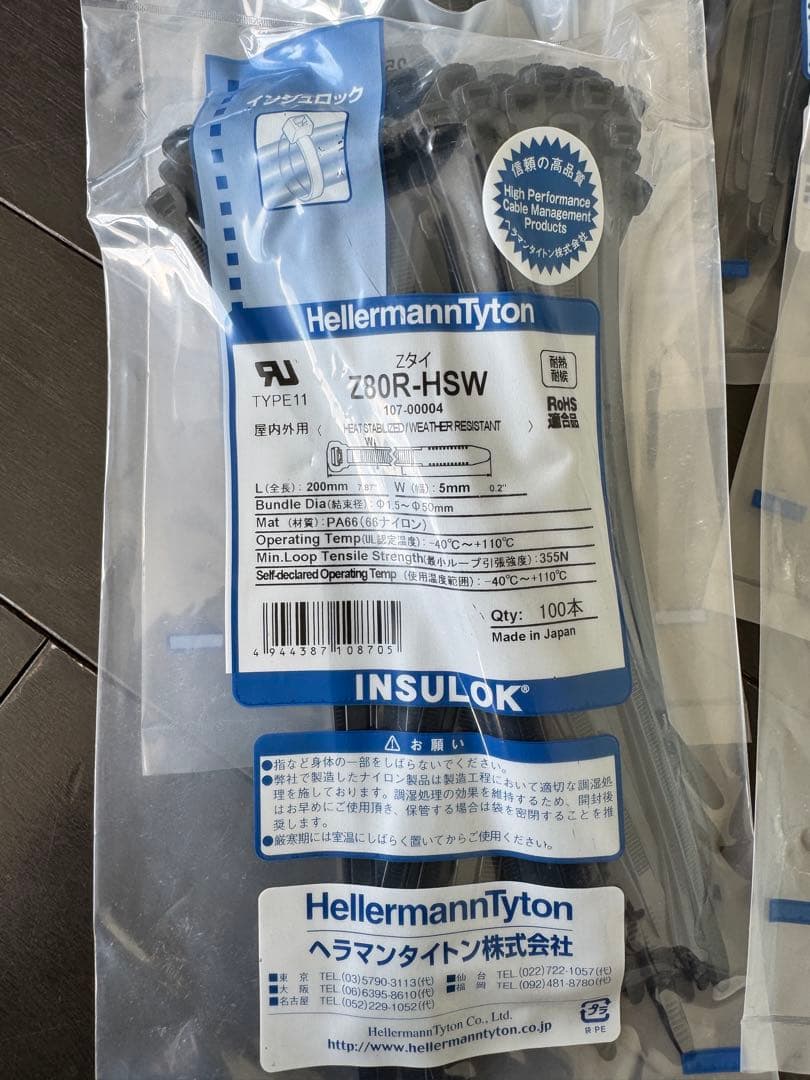 インシュロック
信頼の高品質
High Performance
Cable Management
Products
ヘラマンタイトン株式会社
HellermannTyton
TYPE11
Zタイ
Z80R-HSW
107-00004
耐熱
耐候
RoHS
適合品
屋内外用 〈 HEAT STABILIZED/WEATHER RESISTANT 〉
W
L
L(全長): 200mm 7.87" W(幅): 5mm 0.2"
Bundle Dia(結束径): Φ1.5～Φ50mm
Mat (材質): PA66(66ナイロン)
Operating Temp(UL認定温度): -40℃～+110℃
Min.Loop Tensile Strength(最小ループ引張強度): 355N
Self-declared Operating Temp (使用温度範囲): -40℃～+110℃
4 944387 108705
Qty: 100本
Made in Japan
INSULOK®
お願い
●指など身体の一部をしばらないでください。
●弊社で製造したナイロン製品は製造工程において適切な調湿処
理を施しております。調湿処理の効果を維持するため、開封後
はお早めにご使用頂き、保管する場合は袋を密閉することを推
奨します。
●厳寒期には室温にしばらく置いてからご使用ください。
HellermannTyton
ヘラマンタイトン株式会社
■東京 TEL.(03)5790-3113(代) ■仙台 TEL.(022)722-1057(代)
■大阪 TEL.(06)6395-8610(代) ■福岡 TEL.(092)481-8780(代)
■名古屋 TEL.(052)229-1052(代)
HellermannTyton Co., Ltd.
http://www.hellermanntyton.co.jp
プラ
袋:PE